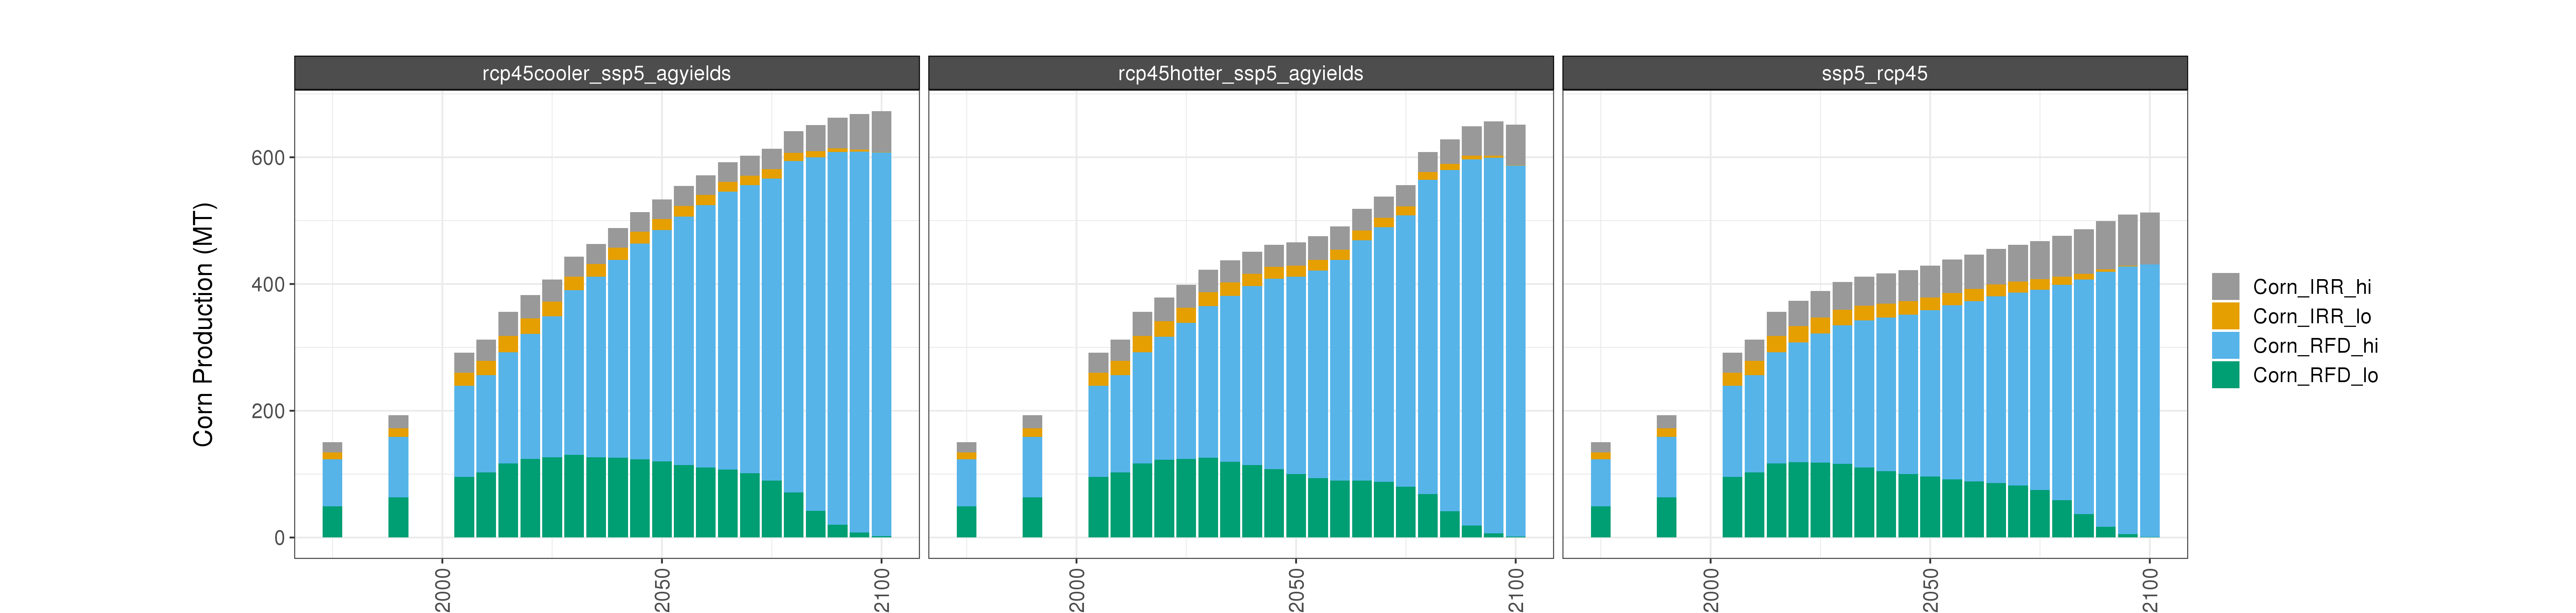 rcp45cooler_ssp5_agyields
rcp45hotter_ssp5_agyields
ssp5_rcp45
Corn Production (MT)
600
400
200
0
2000
2050
2100
2000
2050
2100
2000
2050
2100
Corn_IRR_hi
Corn_IRR_lo
Corn_RFD_hi
Corn_RFD_lo